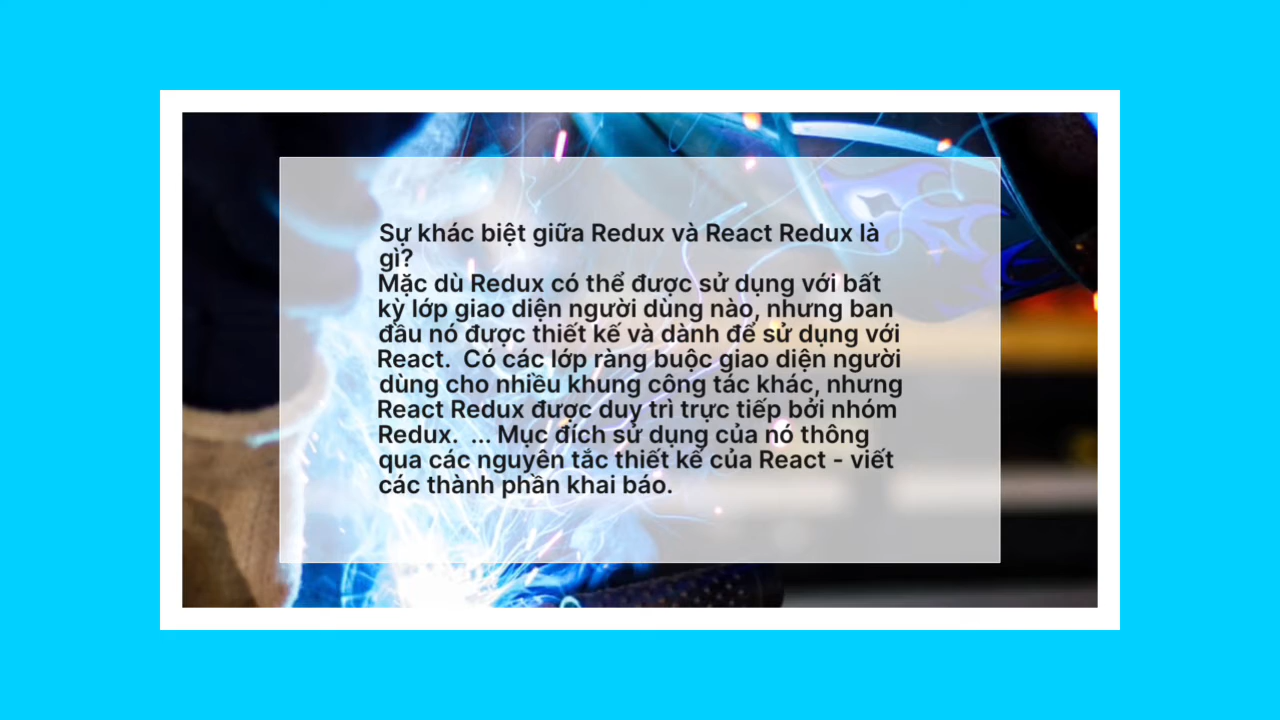 Sự khác biệt giữa Redux và React Redux là
gì?
Mặc dù Redux có thể được sử dụng với bất
kỳ lớp giao diện người dùng nào, nhưng ban
đầu nó được thiết kế và dành để sử dụng với
React.  Có các lớp ràng buộc giao diện người
dùng cho nhiều khung công tác khác, nhưng
React Redux được duy trì trực tiếp bởi nhóm
Redux.  ... Mục đích sử dụng của nó thông
qua các nguyên tắc thiết kế của React - viết
các thành phần khai báo.